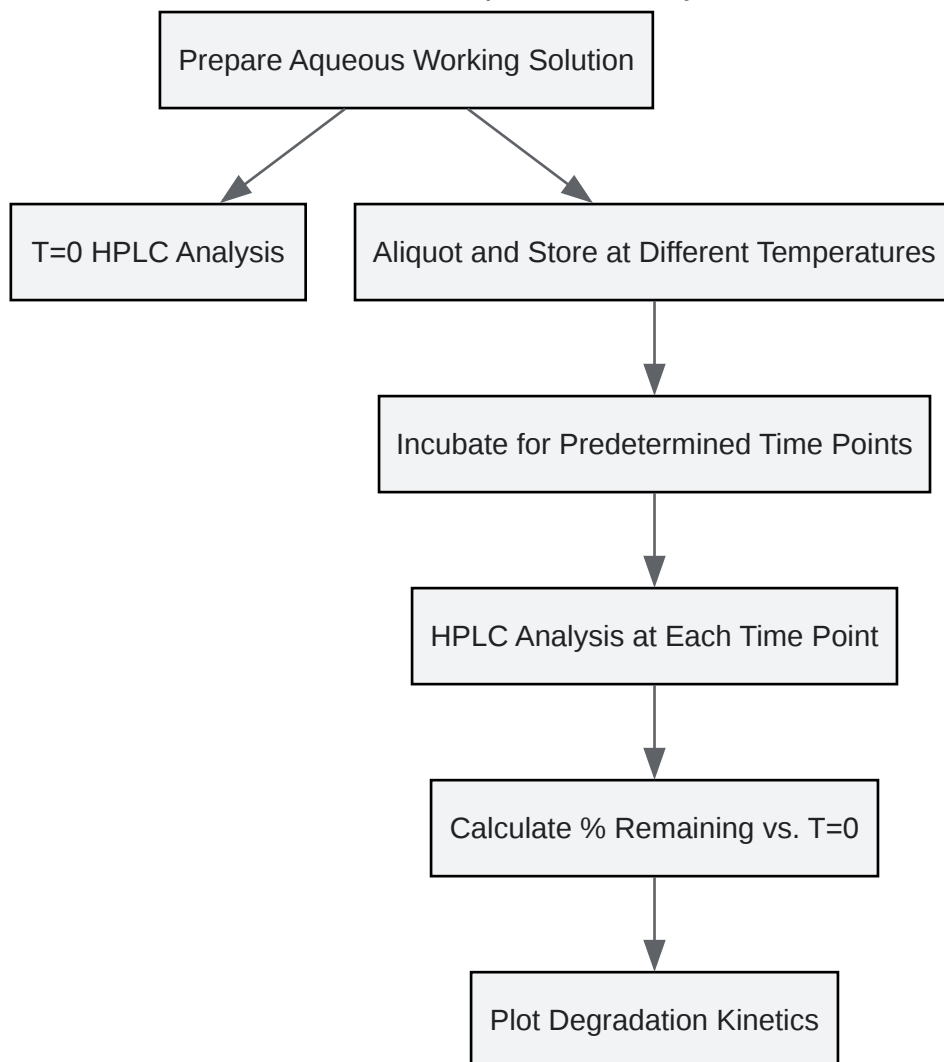 Prepare Aqueous Working Solution
T=0 HPLC Analysis
Aliquot and Store at Different Temperatures
Incubate for Predetermined Time Points
HPLC Analysis at Each Time Point
Calculate % Remaining vs. T=0
Plot Degradation Kinetics